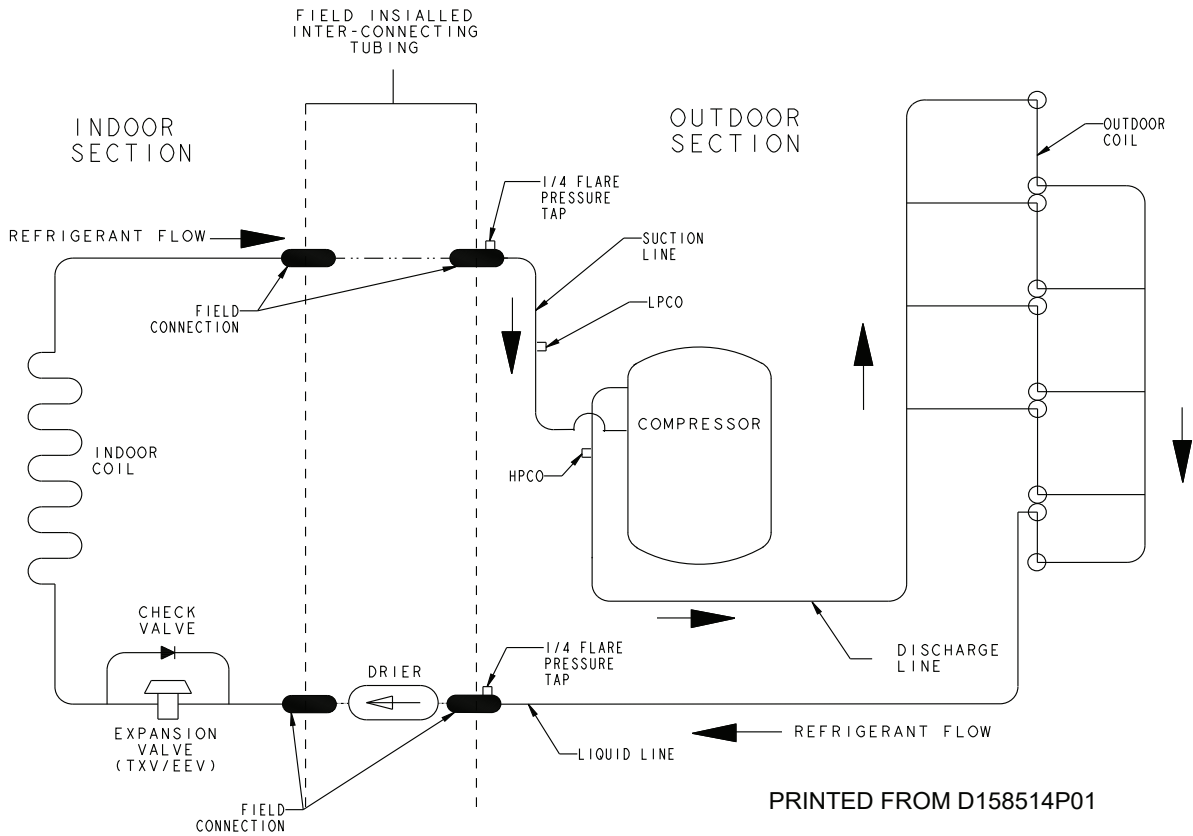 FIELD INSIALLED
INTER-CONNECTING
TUBING
INDOOR
SECTION
OUTDOOR
SECTION
OUTDOOR
COIL
1/4 FLARE
PRESSURE
TAP
REFRIGERANT FLOW
SUCTION
LINE
FIELD
CONNECTION
LPCO
COMPRESSOR
INDOOR
COIL
HPCO
CHECK
VALVE
DRIER
1/4 FLARE
PRESSURE
TAP
DISCHARGE
LINE
EXPANSION
VALVE
(TXV/EEV)
LIQUID LINE
REFRIGERANT FLOW
FIELD
CONNECTION
PRINTED FROM D158514P01